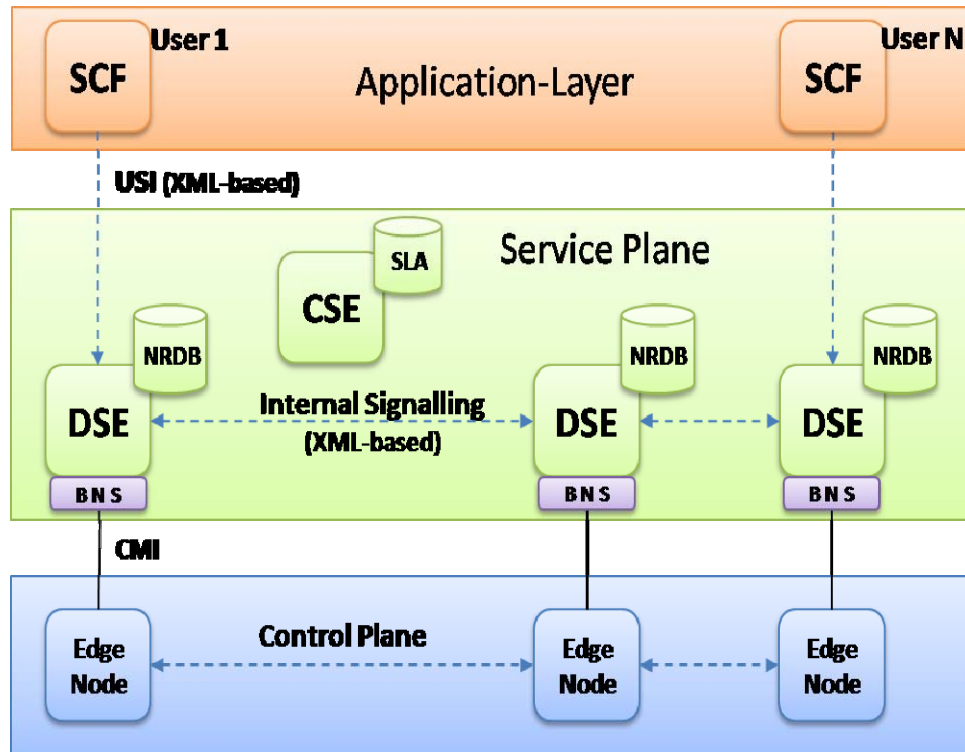 User 1
SCF
Application-Layer
User N
SCF
USI (XML-based)
Service Plane
SLA
CSE
NRDB
DSE
BNS
Internal Signalling
(XML-based)
NRDB
DSE
BNS
NRDB
DSE
BNS
CMI
Control Plane
Edge
Node
Edge
Node
Edge
Node